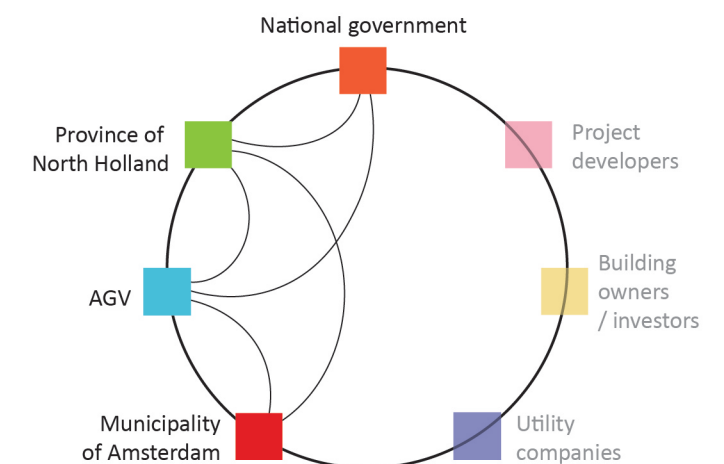 National government
Province of
North Holland
Project
developers
AGV
Building
owners
/ investors
Municipality
of Amsterdam
Utility
companies